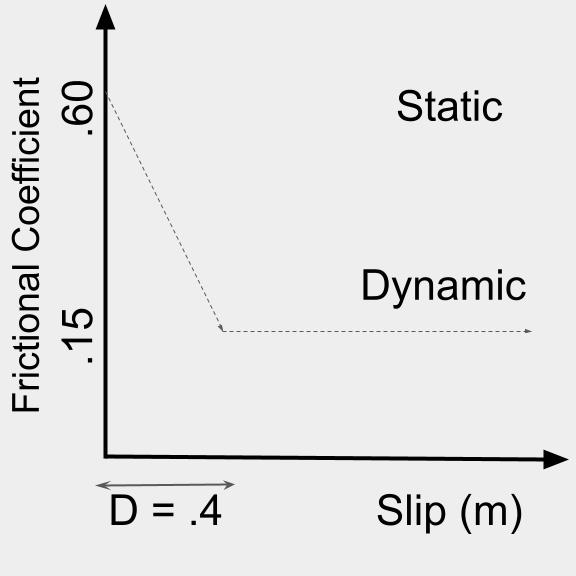 Frictional Coefficient
.60
.15
Static
Dynamic
D = .4
Slip (m)